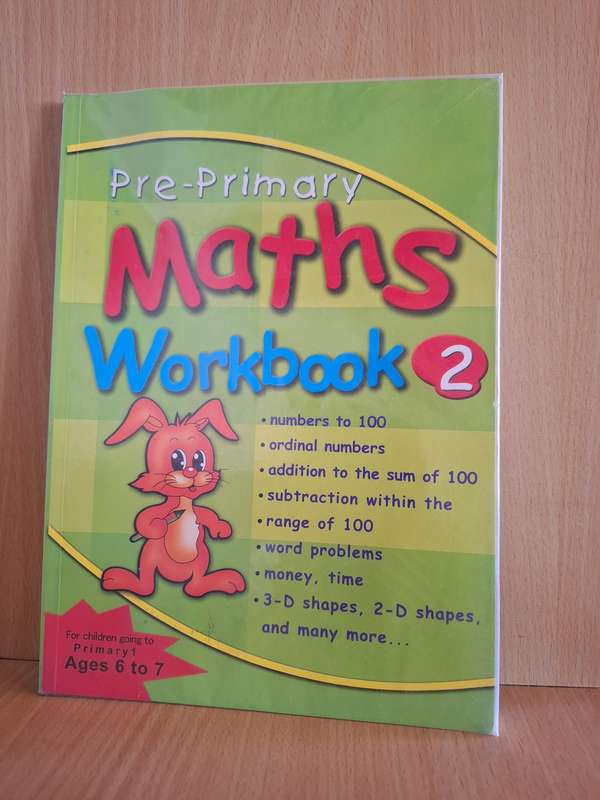 Pre-Primary
Maths
Workbook 2
• numbers to 100
• ordinal numbers
• addition to the sum of 100
• subtraction within the
• range of 100
• word problems
• money, time
• 3-D shapes, 2-D shapes,
and many more...
For children going to
Primary1
Ages 6 to 7